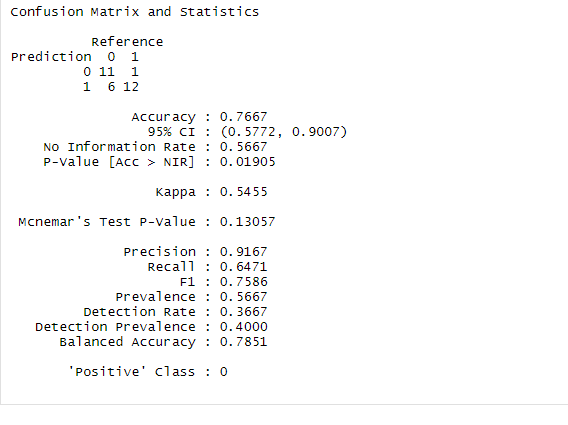 Confusion Matrix and Statistics
Reference
Prediction 0 1
0 11 1
1 6 12
Accuracy : 0.7667
95% CI : (0.5772, 0.9007)
No Information Rate : 0.5667
P-Value [Acc > NIR] : 0.01905
Kappa : 0.5455
Mcnemar's Test P-Value : 0.13057
Precision : 0.9167
Recall : 0.6471
F1 : 0.7586
Prevalence : 0.5667
Detection Rate : 0.3667
Detection Prevalence : 0.4000
Balanced Accuracy : 0.7851
'Positive' Class : 0